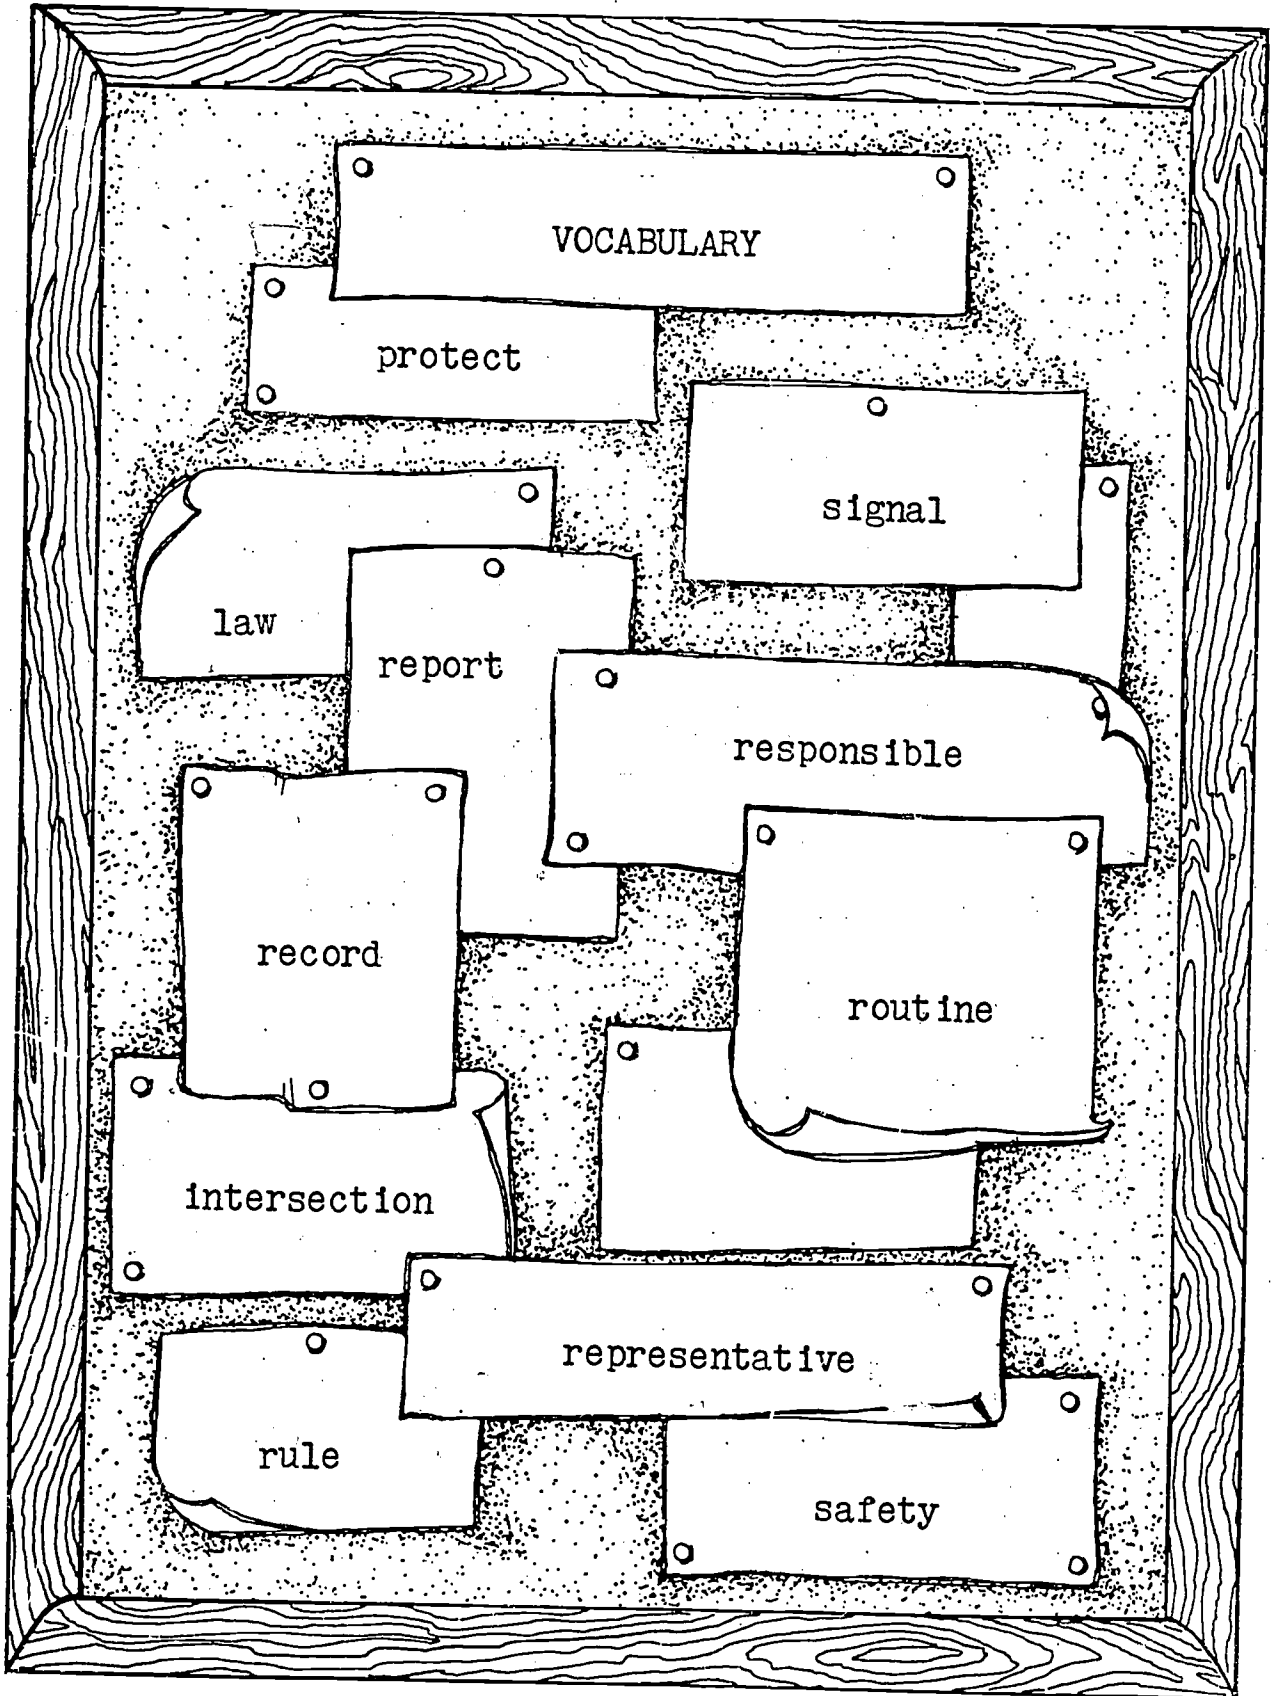 VOCABULARY
protect
signal
law
report
responsible
record
routine
intersection
representative
rule
safety